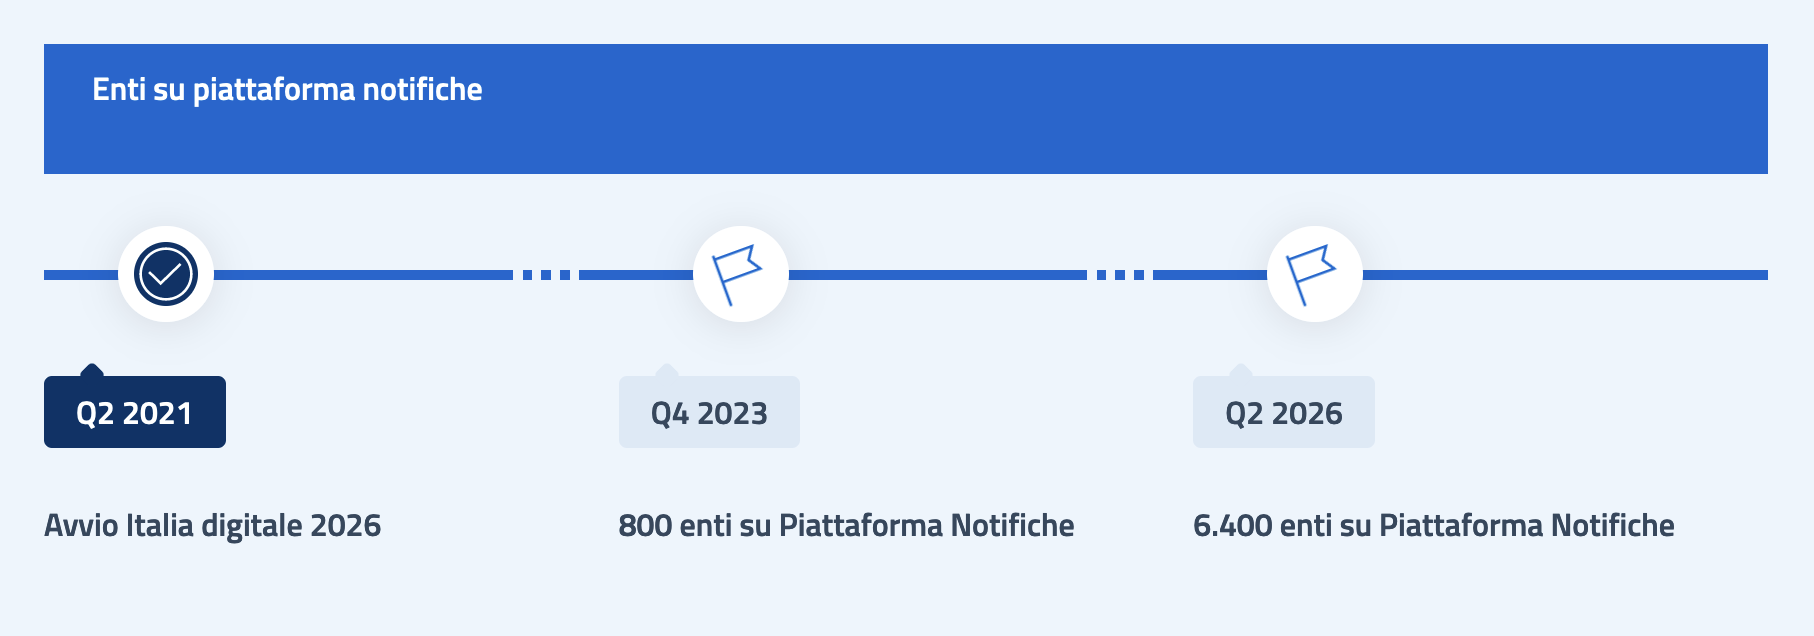 Enti su piattaforma notifiche
Q2 2021
Q4 2023
Q2 2026
Avvio Italia digitale 2026
800 enti su Piattaforma Notifiche
6.400 enti su Piattaforma Notifiche